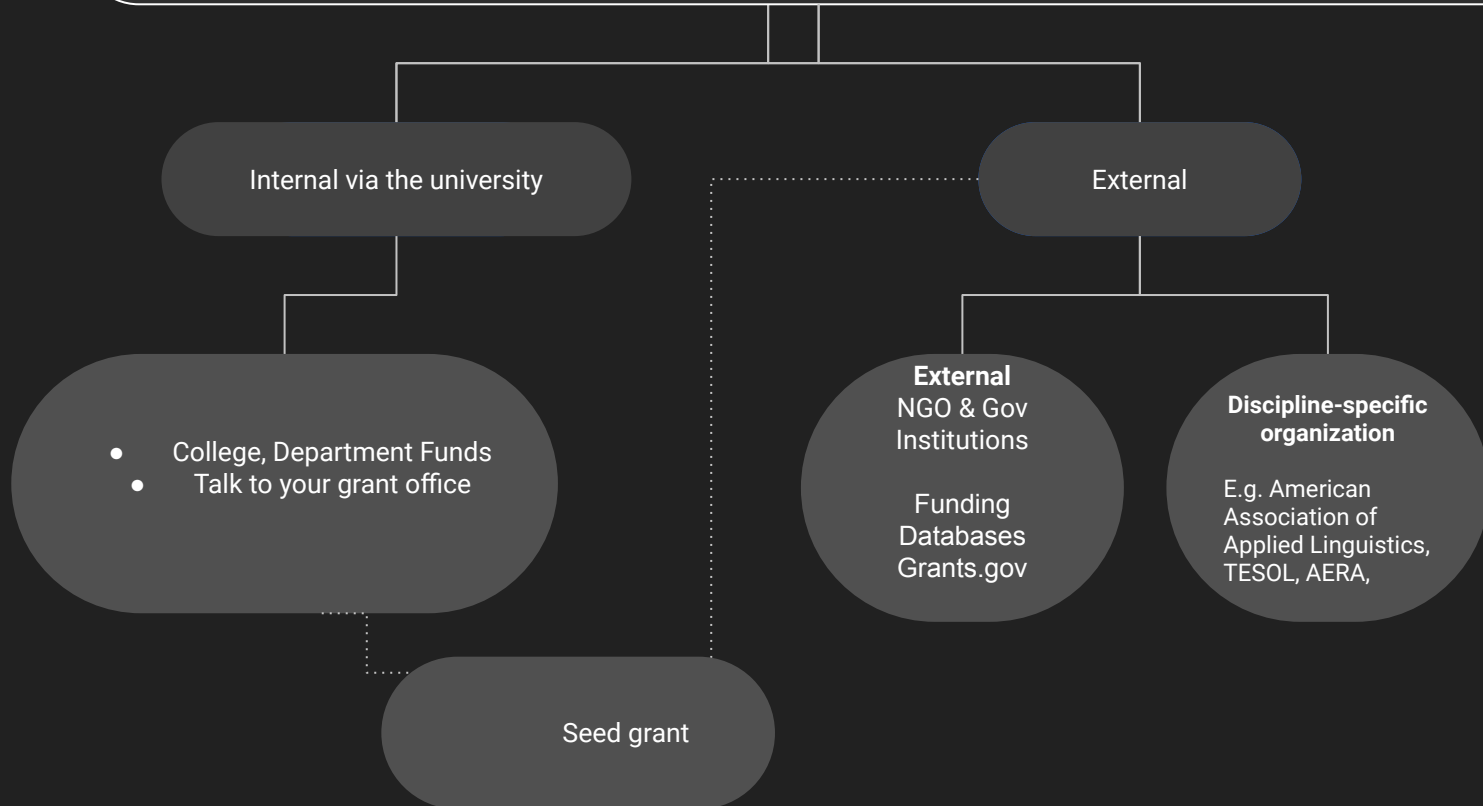 Internal via the university
External
● College, Department Funds
● Talk to your grant office
External
NGO & Gov
Institutions
Funding
Databases
Grants.gov
Discipline-specific
organization
E.g. American
Association of
Applied Linguistics,
TESOL, AERA,
Seed grant